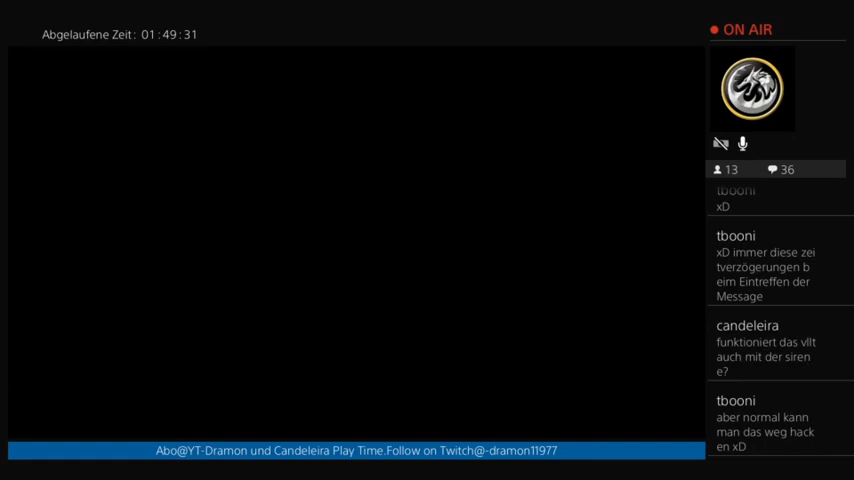 Abgelaufene Zeit: 01:49:31
ON AIR
13 36
tbooni
xD
tbooni
xD immer diese zei
tverzögerungen b
eim Eintreffen der
Message
candeleira
funktioniert das vllt
auch mit der siren
e?
tbooni
aber normal kann
man das weg hack
en xD
Abo@YT-Dramon und Candeleira Play Time.Follow on Twitch@-dramon11977